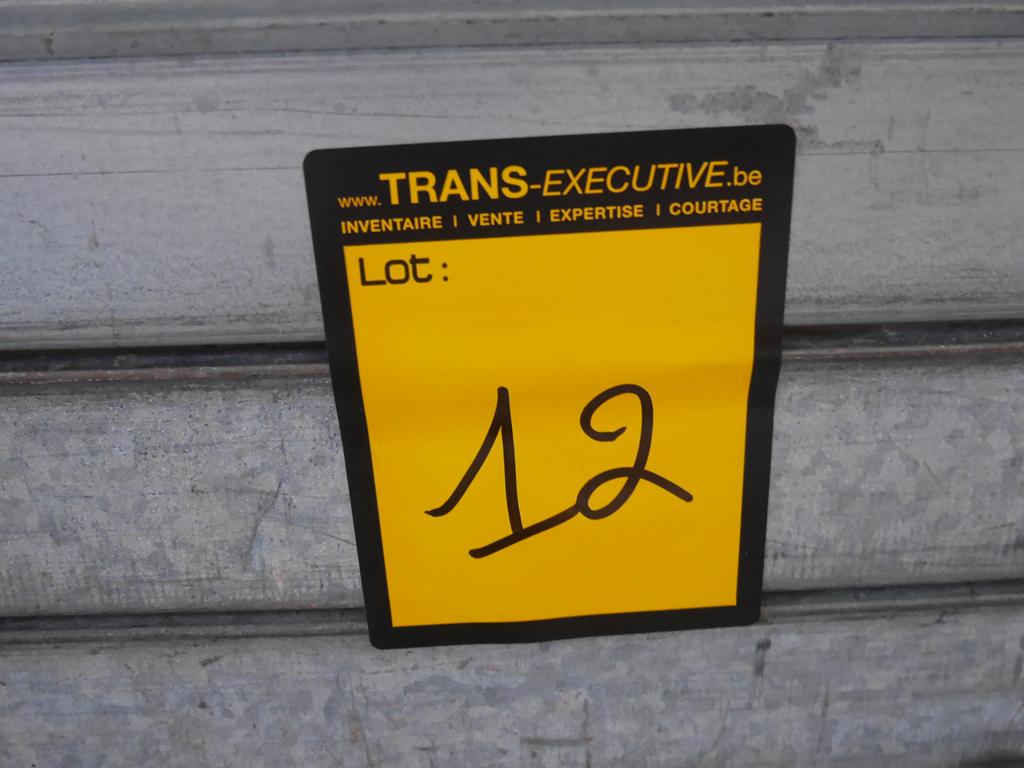 www.TRANS-EXECUTIVE.be
INVENTAIRE | VENTE | EXPERTISE | COURTAGE
Lot:
12